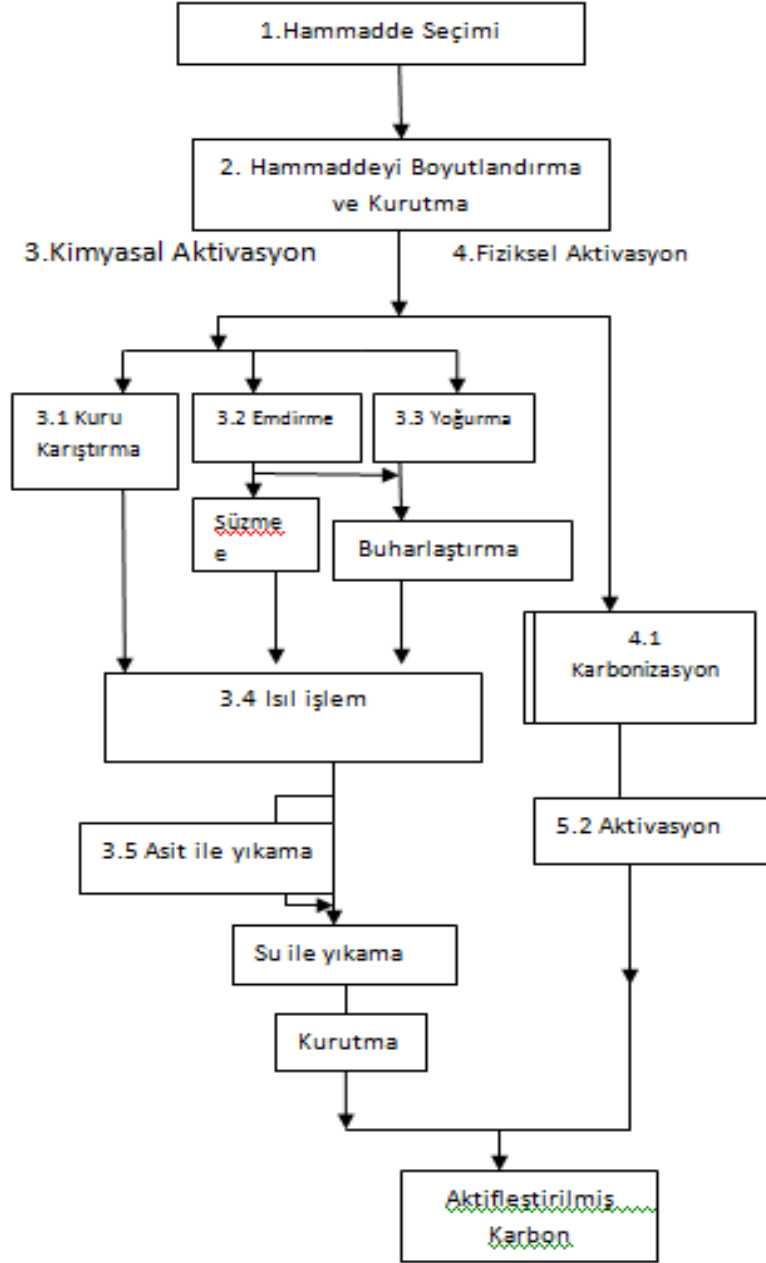 1.Hammadde Seçimi
2. Hammaddeyi Boyutlandırma
ve Kurutma
3.Kimyasal Aktivasyon
4.Fiziksel Aktivasyon
3.1 Kuru
Karıştırma
3.2 Emdirme
3.3 Yoğurma
Süzme
e
Buharlaştırma
4.1
Karbonizasyon
3.4 Isıl işlem
5.2 Aktivasyon
3.5 Asit ile yıkama
Su ile yıkama
Kurutma
Aktifleştirilmiş
Karbon